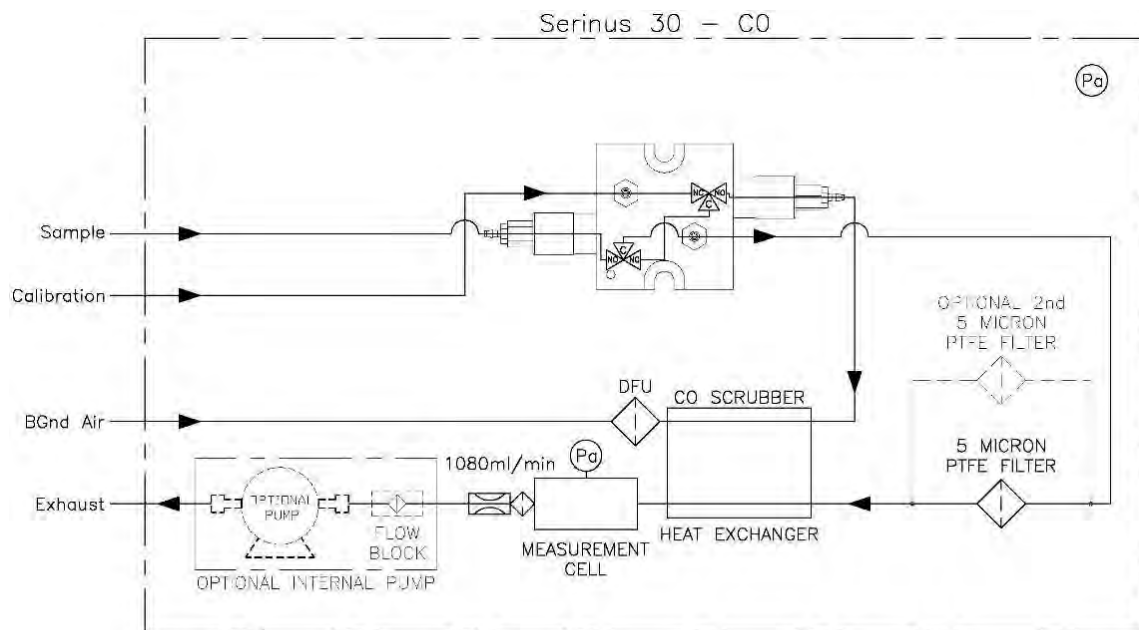 Serinus 30 - CO
Pa
NC
NO
C
Sample
C
NC
NO
Calibration
OPTIONAL 2nd
5 MICRON
PTFE FILTER
DFU
CO SCRUBBER
BGnd Air
5 MICRON
PTFE FILTER
1080ml/min
Pa
Exhaust
OPTIONAL
PUMP
FLOW
BLOCK
MEASUREMENT
CELL
HEAT EXCHANGER
OPTIONAL INTERNAL PUMP